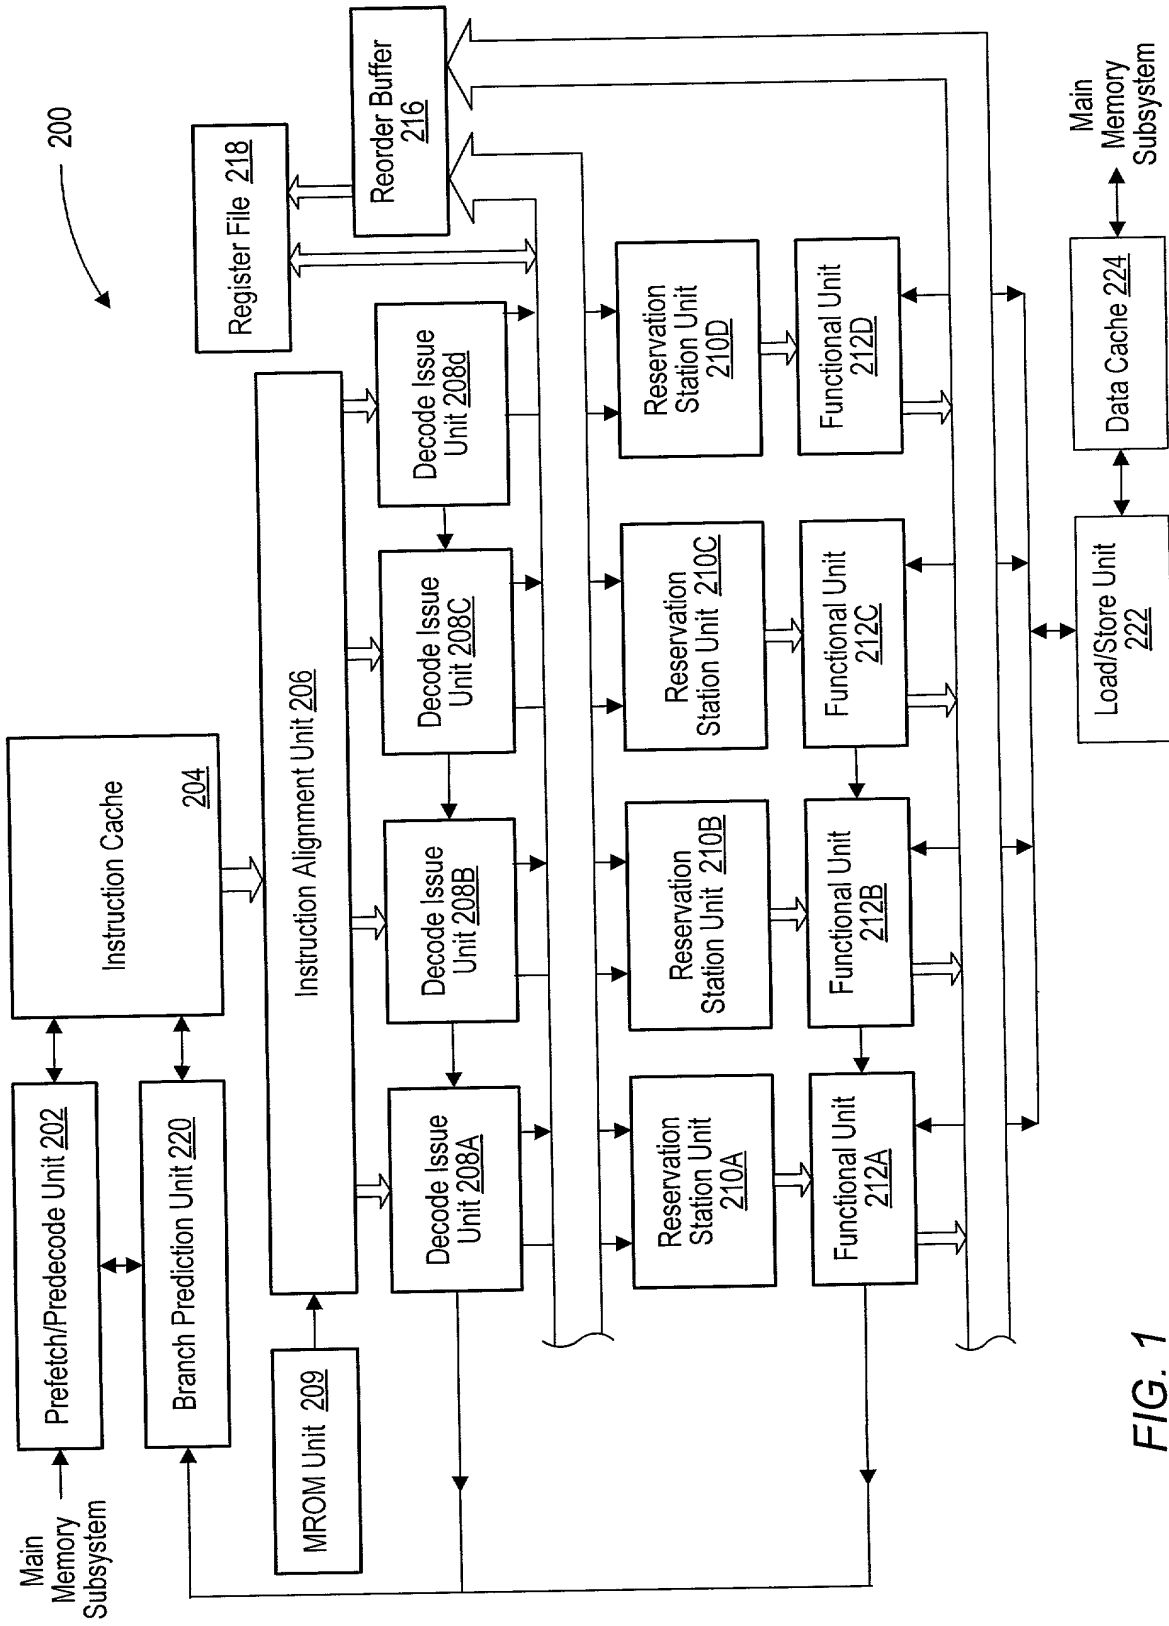 200
Main
Memory
Subsystem
Prefetch/Predecode Unit 202
Branch Prediction Unit 220
Instruction Cache
204
Register File 218
Reorder Buffer
216
MROM Unit 209
Instruction Alignment Unit 206
Decode Issue
Unit 208A
Decode Issue
Unit 208B
Decode Issue
Unit 208C
Decode Issue
Unit 208d
Reservation
Station Unit
210A
Reservation
Station Unit 210B
Reservation
Station Unit 210C
Reservation
Station Unit
210D
Functional Unit
212A
Functional Unit
212B
Functional Unit
212C
Functional Unit
212D
Load/Store Unit
222
Data Cache 224
Main
Memory
Subsystem
FIG. 1